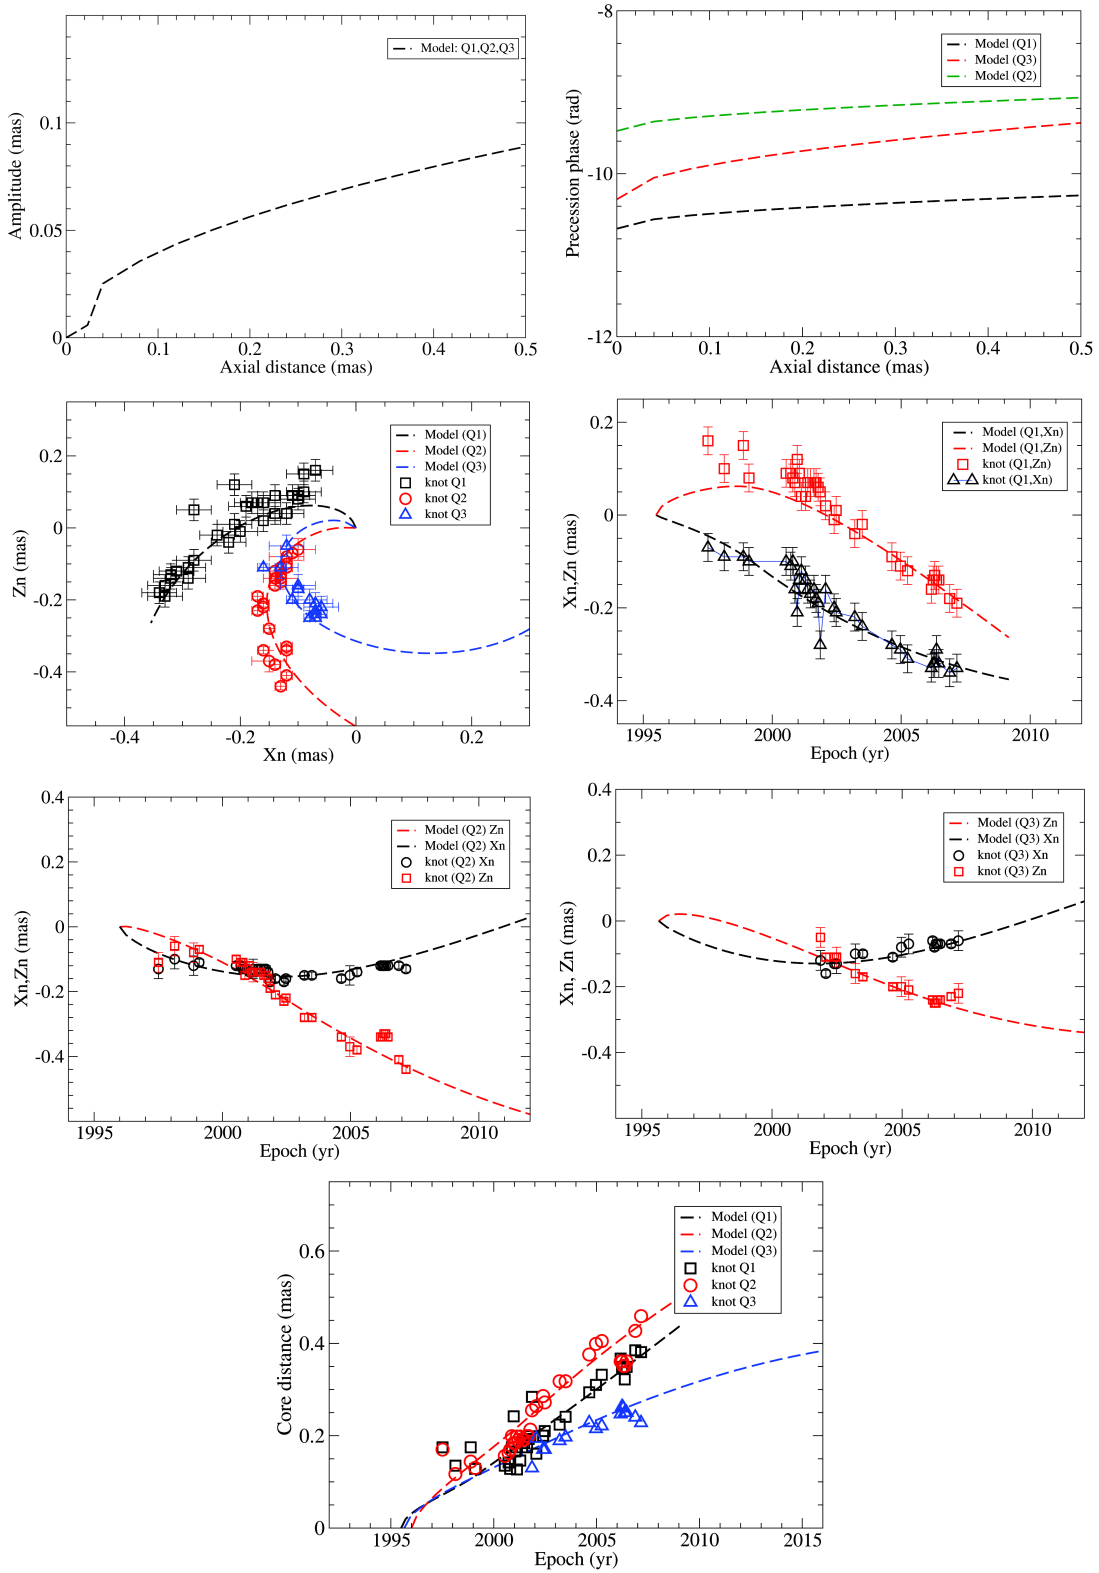 Model: Q1,Q2,Q3
0.1
0.05
0
Amplitude (mas)
0 0.1 0.2 0.3 0.4 0.5
Axial distance (mas)
-8
-10
-12
Precession phase (rad)
Model (Q1)
Model (Q3)
Model (Q2)
0 0.1 0.2 0.3 0.4 0.5
Axial distance (mas)
0.2
0
-0.2
-0.4
Zn (mas)
Model (Q1)
Model (Q2)
Model (Q3)
knot Q1
knot Q2
knot Q3
-0.4 -0.2 0 0.2
Xn (mas)
0.2
0
-0.2
-0.4
Xn,Zn (mas)
Model (Q1,Xn)
Model (Q1,Zn)
knot (Q1,Zn)
knot (Q1,Xn)
1995 2000 2005 2010
Epoch (yr)
0.4
0.2
0
-0.2
-0.4
Xn,Zn (mas)
Model (Q2) Zn
Model (Q2) Xn
knot (Q2) Xn
knot (Q2) Zn
1995 2000 2005 2010
Epoch (yr)
0.4
0.2
0
-0.2
-0.4
Xn, Zn (mas)
Model (Q3) Zn
Model (Q3) Xn
knot (Q3) Xn
knot (Q3) Zn
1995 2000 2005 2010
Epoch (yr)
0.6
0.4
0.2
0
Core distance (mas)
Model (Q1)
Model (Q2)
Model (Q3)
knot Q1
knot Q2
knot Q3
1995 2000 2005 2010 2015
Epoch (yr)